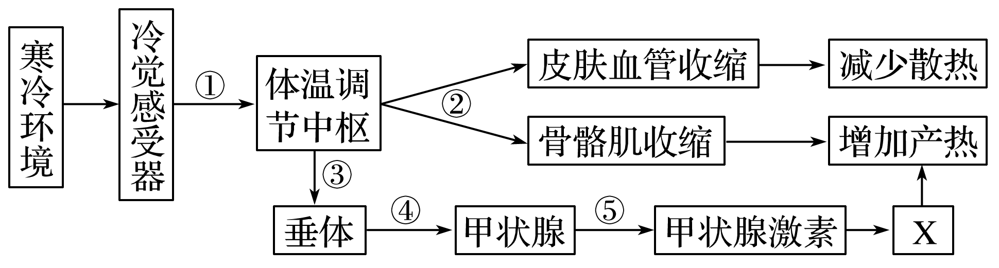 寒冷环境
冷觉感受器
①
体温调
节中枢
②
皮肤血管收缩
减少散热
骨骼肌收缩
增加产热
③
垂体
④
甲状腺
⑤
甲状腺激素
X